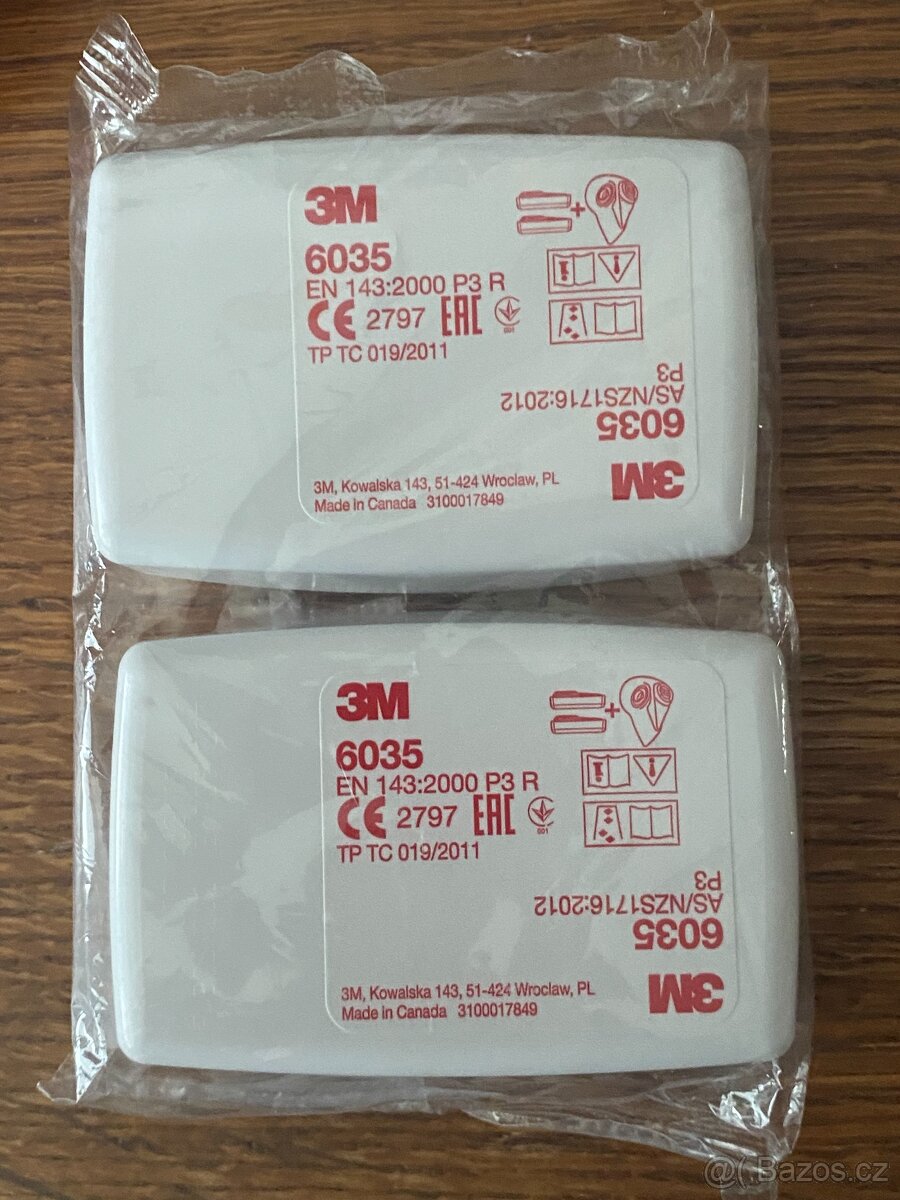 3M
6035
EN 143:2000 P3 R
CE 2797 EAC
001
TP TC 019/2011
P3
AS/NZS1716:2012
6035
3M
3M, Kowalska 143, 51-424 Wroclaw, PL
Made in Canada 3100017849
3M
6035
EN 143:2000 P3 R
CE 2797 EAC
001
TP TC 019/2011
P3
AS/NZS1716:2012
6035
3M
3M, Kowalska 143, 51-424 Wroclaw, PL
Made in Canada 3100017849
@( Bazos.cz